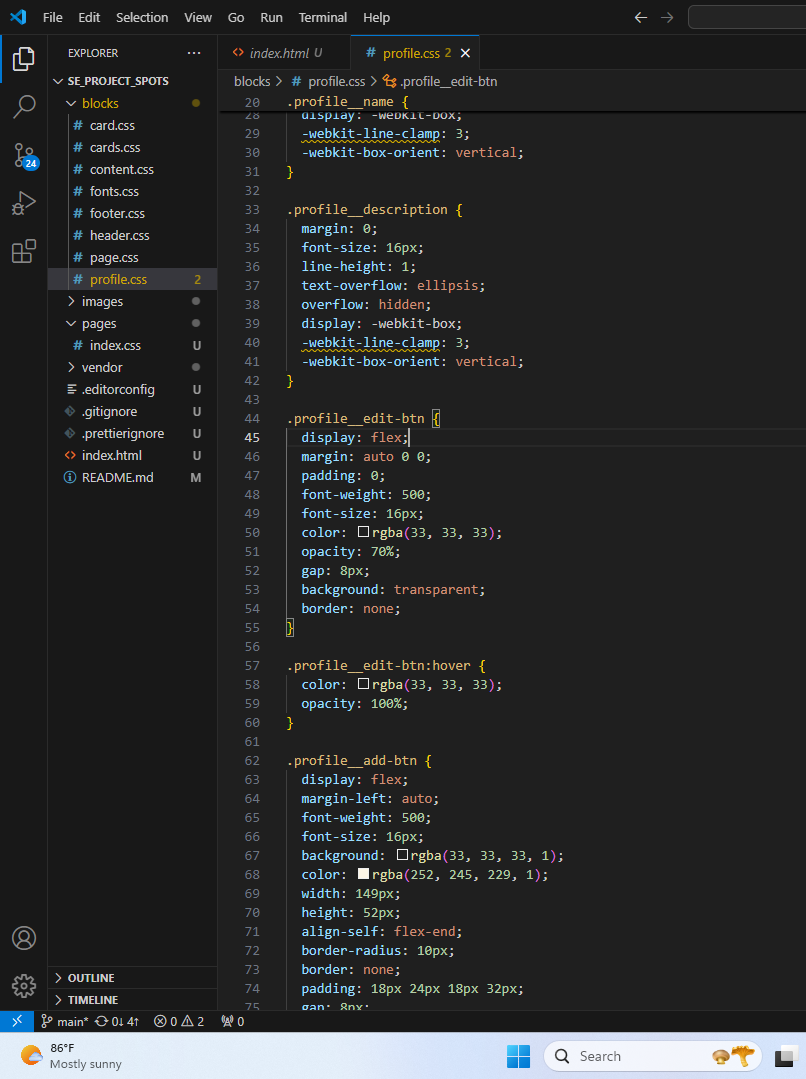 File Edit Selection View Go Run Terminal Help
EXPLORER
SE_PROJECT_SPOTS
blocks
# card.css
# cards.css
# content.css
# fonts.css
# footer.css
# header.css
# page.css
# profile.css 2
images
pages
# index.css U
vendor
.editorconfig U
.gitignore U
.prettierignore U
<> index.html U
README.md M
24
OUTLINE
TIMELINE
<> index.html U
# profile.css 2
blocks > # profile.css > .profile__edit-btn
20 .profile__name {
28 display: -webkit-box;
29 -webkit-line-clamp: 3;
30 -webkit-box-orient: vertical;
31 }
32
33 .profile__description {
34 margin: 0;
35 font-size: 16px;
36 line-height: 1;
37 text-overflow: ellipsis;
38 overflow: hidden;
39 display: -webkit-box;
40 -webkit-line-clamp: 3;
41 -webkit-box-orient: vertical;
42 }
43
44 .profile__edit-btn {
45 display: flex;
46 margin: auto 0 0;
47 padding: 0;
48 font-weight: 500;
49 font-size: 16px;
50 color: rgba(33, 33, 33);
51 opacity: 70%;
52 gap: 8px;
53 background: transparent;
54 border: none;
55 }
56
57 .profile__edit-btn:hover {
58 color: rgba(33, 33, 33);
59 opacity: 100%;
60 }
61
62 .profile__add-btn {
63 display: flex;
64 margin-left: auto;
65 font-weight: 500;
66 font-size: 16px;
67 background: rgba(33, 33, 33, 1);
68 color: rgba(252, 245, 229, 1);
69 width: 149px;
70 height: 52px;
71 align-self: flex-end;
72 border-radius: 10px;
73 border: none;
74 padding: 18px 24px 18px 32px;
75 gap: 8px;
main* 0↓ 4↑ 0 2 0
86°F
Mostly sunny
Search